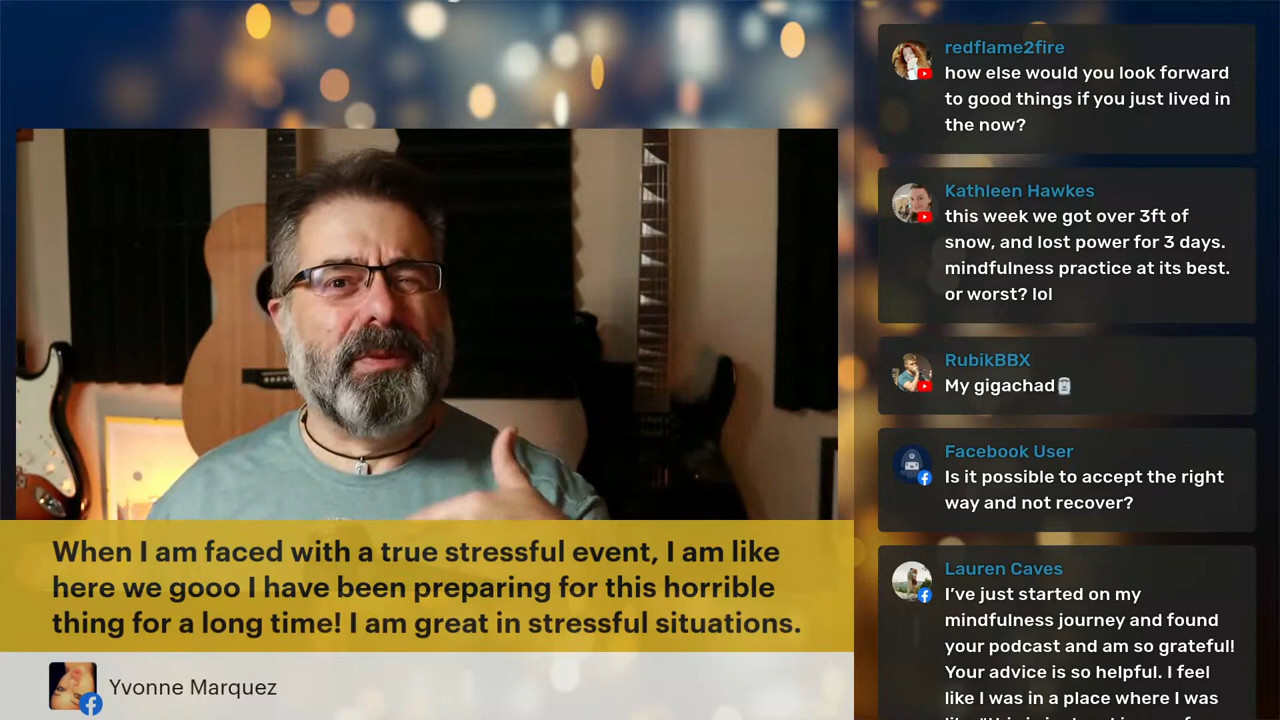 When I am faced with a true stressful event, I am like
here we gooo I have been preparing for this horrible
thing for a long time! I am great in stressful situations.
Yvonne Marquez
redflame2fire
how else would you look forward
to good things if you just lived in
the now?
Kathleen Hawkes
this week we got over 3ft of
snow, and lost power for 3 days.
mindfulness practice at its best.
or worst? lol
RubikBBX
My gigachad🗿
Facebook User
Is it possible to accept the right
way and not recover?
Lauren Caves
I've just started on my
mindfulness journey and found
your podcast and am so grateful!
Your advice is so helpful. I feel
like I was in a place where I was